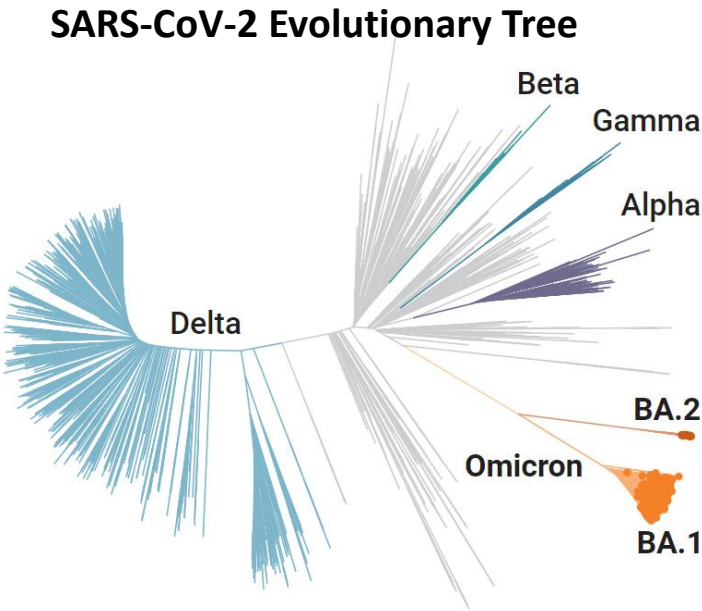 SARS-CoV-2 Evolutionary Tree
Beta
Gamma
Alpha
Delta
BA.2
Omicron
BA.1